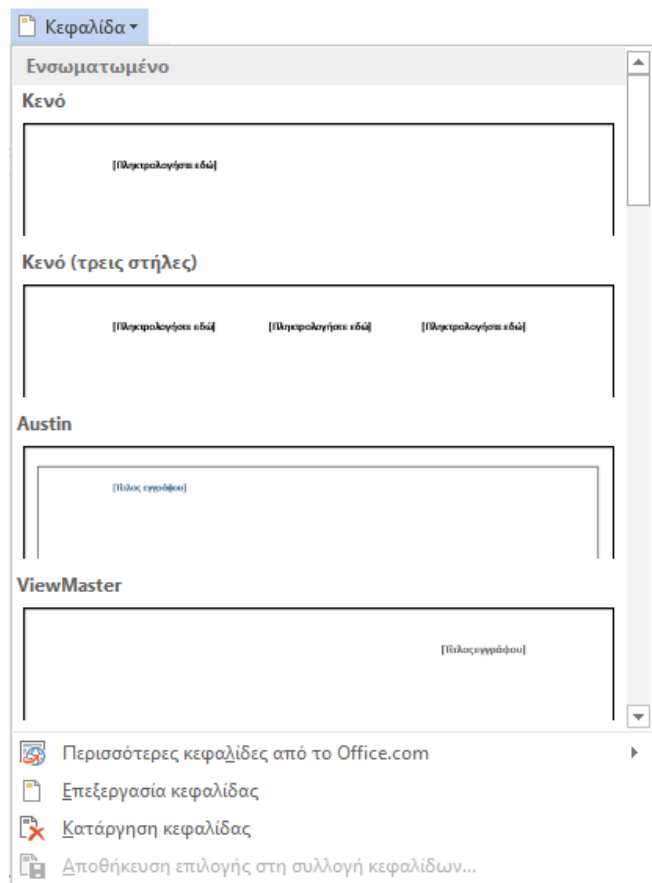 Κεφαλίδα
Ενσωματωμένο
Κενό
[Πληκτρολογήστε εδώ]
Κενό (τρεις στήλες)
[Πληκτρολογήστε εδώ] [Πληκτρολογήστε εδώ] [Πληκτρολογήστε εδώ]
Austin
[Τίτλος εγγράφου]
ViewMaster
[Τίτλος εγγράφου]
Περισσότερες κεφαλίδες από το Office.com
Επεξεργασία κεφαλίδας
Κατάργηση κεφαλίδας
Αποθήκευση επιλογής στη συλλογή κεφαλίδων...